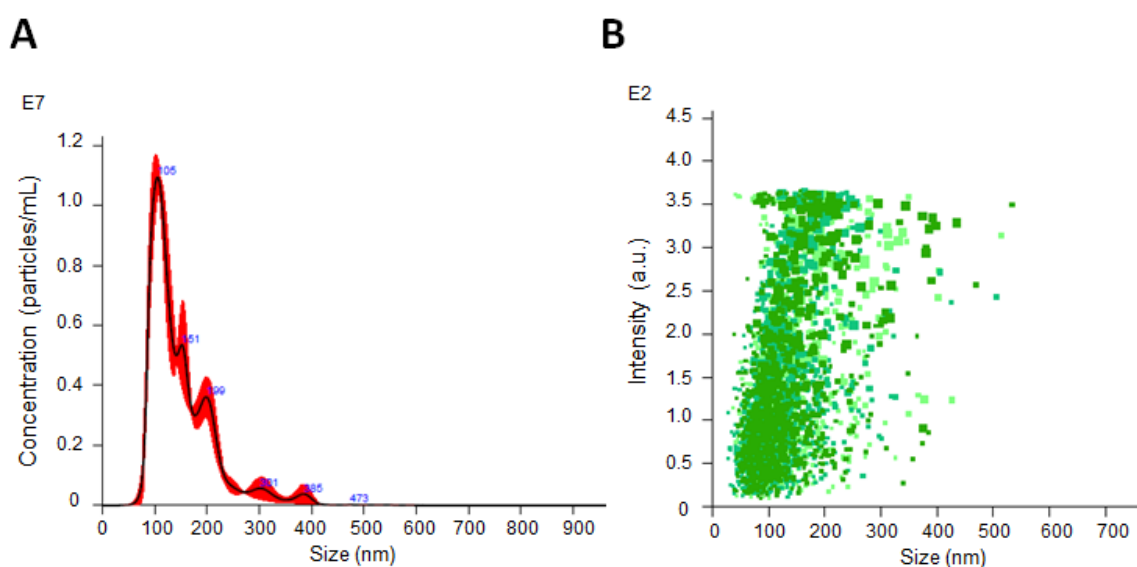 A
E7
Concentration (particles/mL)
1.2
1.0
0.8
0.6
0.4
0.2
0
105
151
199
301
385
473
0 100 200 300 400 500 600 700 800 900
Size (nm)
B
E2
Intensity (a.u.)
4.5
4.0
3.5
3.0
2.5
2.0
1.5
1.0
0.5
0
0 100 200 300 400 500 600 700
Size (nm)